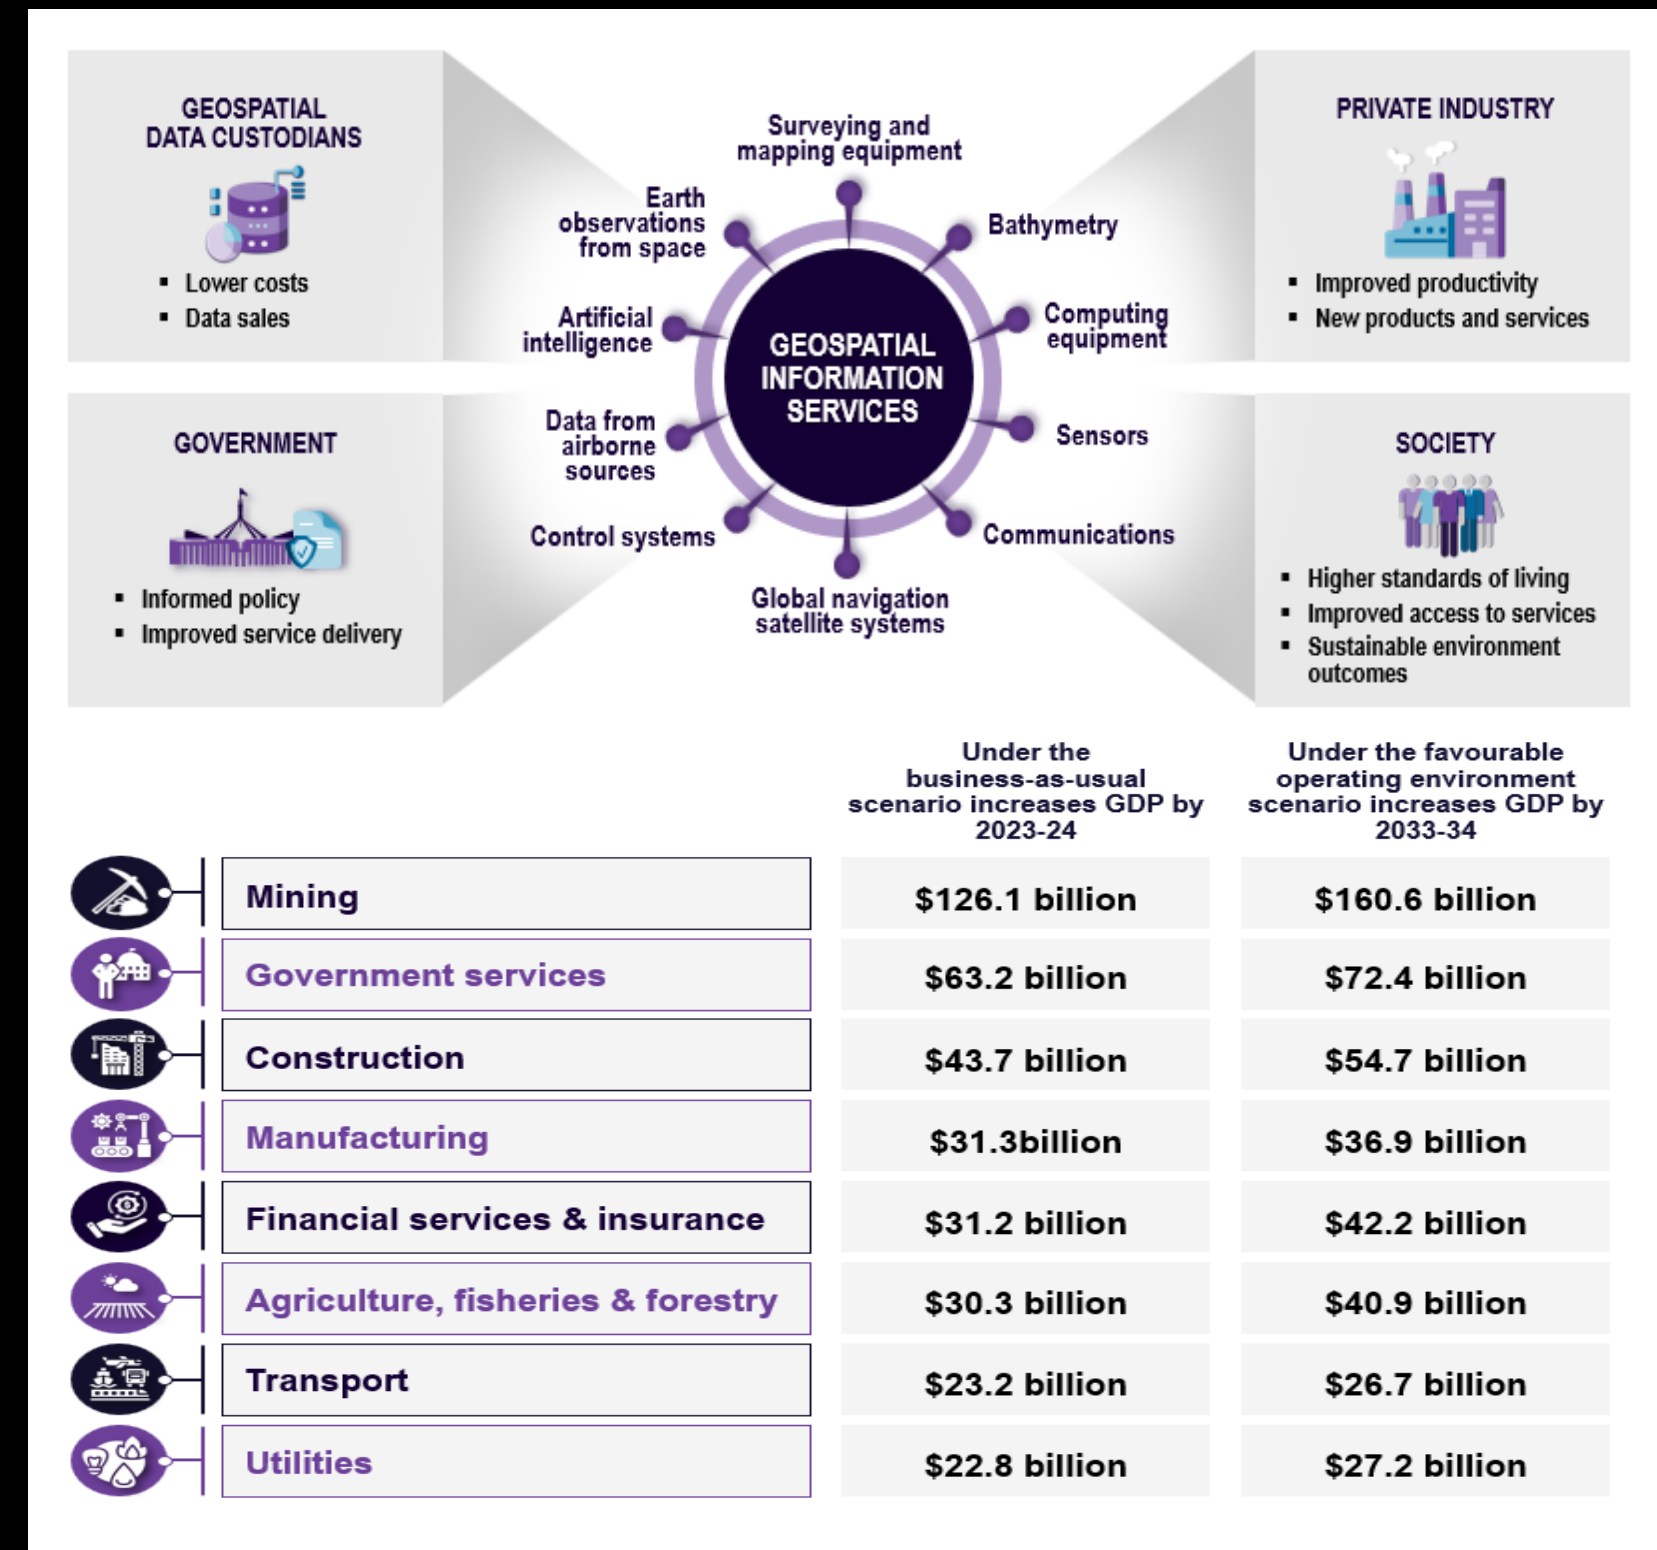 GEOSPATIAL
DATA CUSTODIANS
▪ Lower costs
▪ Data sales
GOVERNMENT
▪ Informed policy
▪ Improved service delivery
Surveying and
mapping equipment
Earth
observations
from space
Bathymetry
Artificial
intelligence
Computing
equipment
GEOSPATIAL
INFORMATION
SERVICES
Data from
airborne
sources
Sensors
Control systems
Communications
Global navigation
satellite systems
PRIVATE INDUSTRY
▪ Improved productivity
▪ New products and services
SOCIETY
▪ Higher standards of living
▪ Improved access to services
▪ Sustainable environment
outcomes
Under the
business-as-usual
scenario increases GDP by
2023-24
Under the favourable
operating environment
scenario increases GDP by
2033-34
Mining $126.1 billion $160.6 billion
Government services $63.2 billion $72.4 billion
Construction $43.7 billion $54.7 billion
Manufacturing $31.3billion $36.9 billion
Financial services & insurance $31.2 billion $42.2 billion
Agriculture, fisheries & forestry $30.3 billion $40.9 billion
Transport $23.2 billion $26.7 billion
Utilities $22.8 billion $27.2 billion